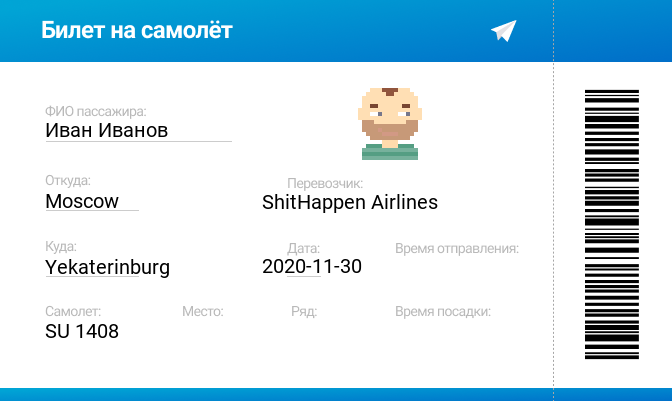 Билет на самолёт
ФИО пассажира:
Иван Иванов
Откуда:
Перевозчик:
Moscow
ShitHappen Airlines
Куда:
Дата:
Время отправления:
Yekaterinburg
2020-11-30
Самолет:
Место:
Ряд:
Время посадки:
SU 1408